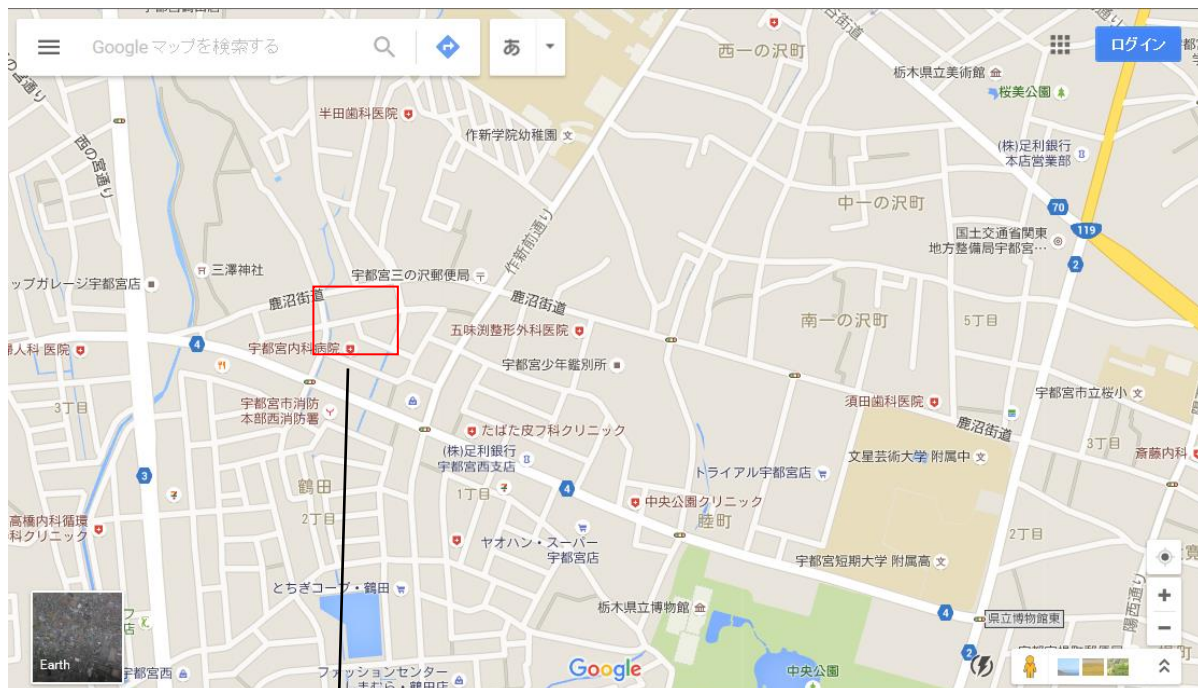 Google マップを検索する
あ
ログイン
西一の沢町
栃木県立美術館
桜美公園
半田歯科医院
作新学院幼稚園
(株)足利銀行
本店営業部
西の宮通り
中一の沢町
70
119
国土交通省関東
地方整備局宇都宮…
2
作新前通り
三澤神社
宇都宮三の沢郵便局
ップガレージ宇都宮店
鹿沼街道
鹿沼街道
南一の沢町
5丁目
五味渕整形外科医院
4
宇都宮内科病院
人科 医院
宇都宮少年鑑別所
3丁目
宇都宮市消防
本部西消防署
須田歯科医院
宇都宮市立桜小
鹿沼街道
3丁目
斎藤内科
たばた皮フ科クリニック
(株)足利銀行
宇都宮西支店
文星芸術大学 附属中
トライアル宇都宮店
3
鶴田
2丁目
1丁目
4
中央公園クリニック
睦町
高橋内科循環
科クリニック
ヤオハン・スーパー
宇都宮店
2丁目
宇都宮短期大学 附属高
とちぎコープ・鶴田
栃木県立博物館
4
県立博物館東
陽西通り
Earth
宇都宮西
ファッションセンター
しまむら・鶴田店
Google
中央公園
2